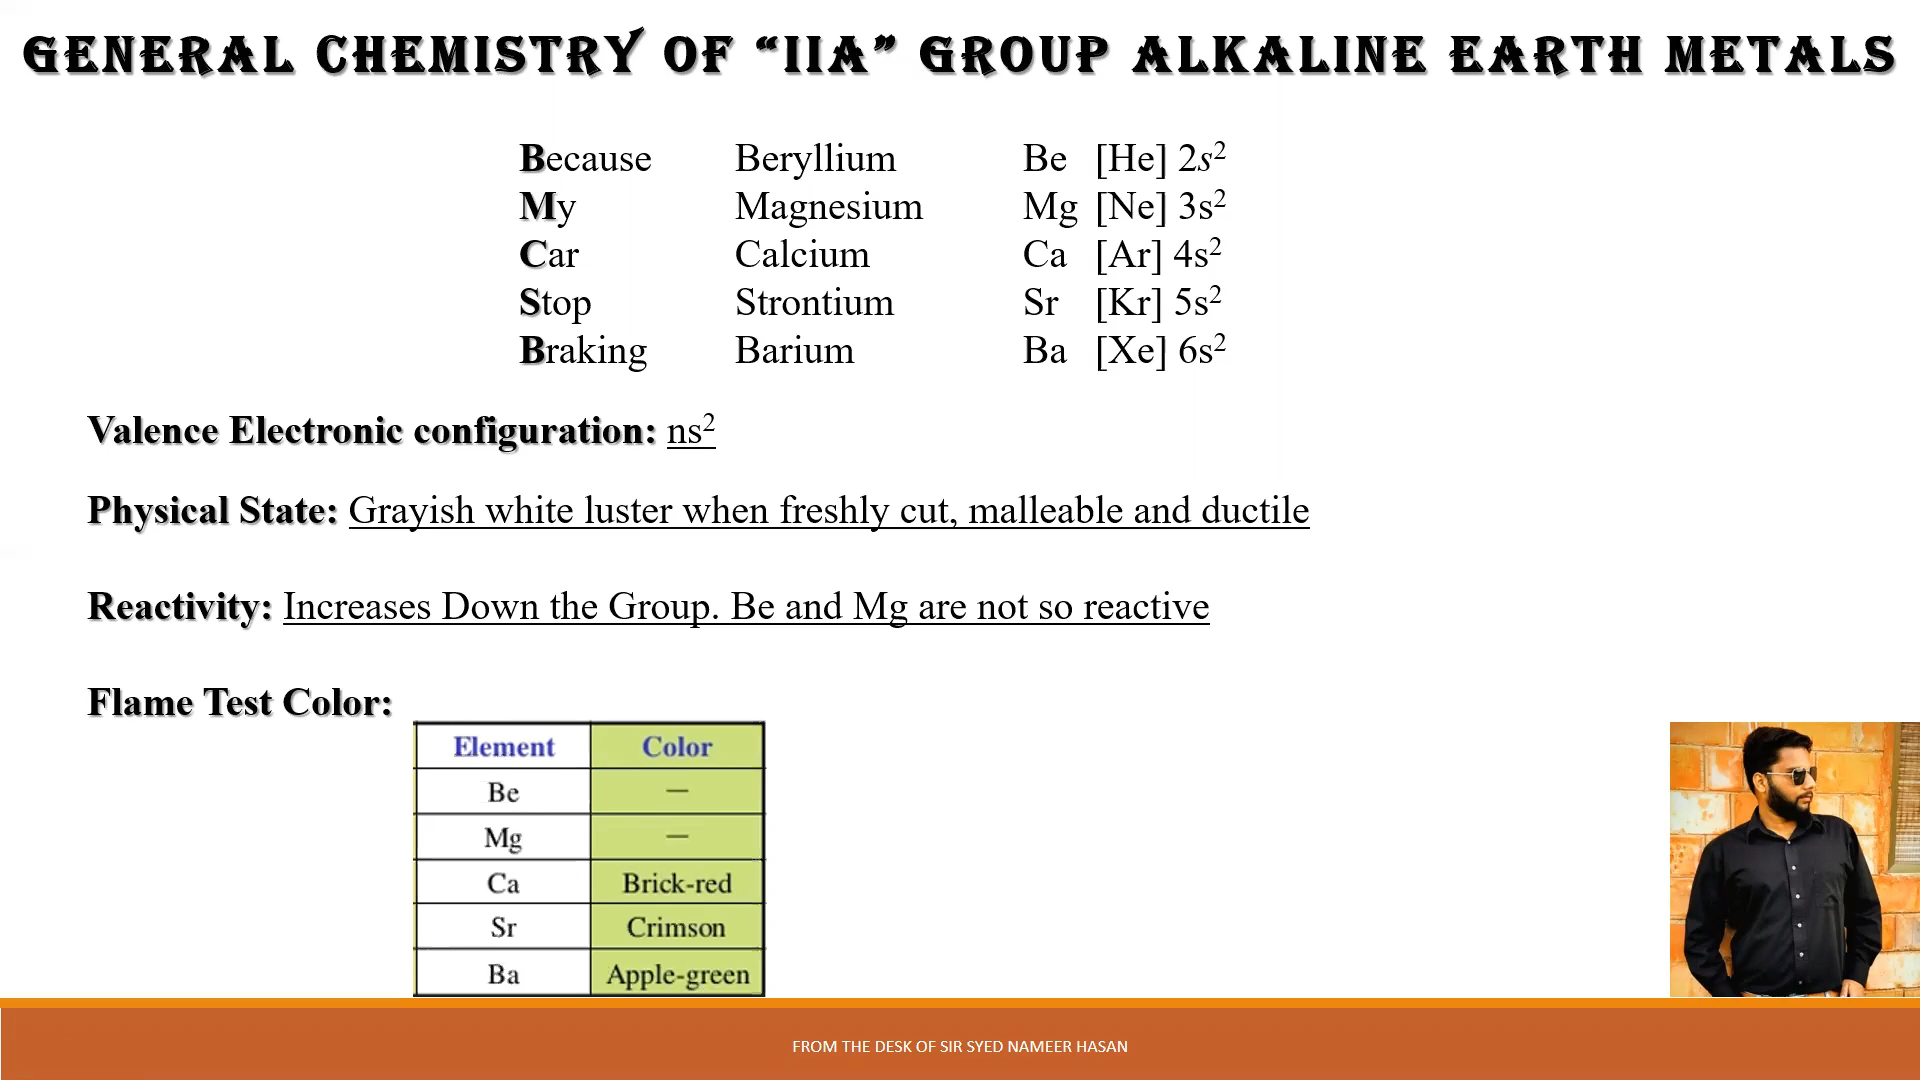 GENERAL CHEMISTRY OF “IIA” GROUP ALKALINE EARTH METALS
Because Beryllium Be [He] 2s²
My Magnesium Mg [Ne] 3s²
Car Calcium Ca [Ar] 4s²
Stop Strontium Sr [Kr] 5s²
Braking Barium Ba [Xe] 6s²
Valence Electronic configuration: ns²
Physical State: Grayish white luster when freshly cut, malleable and ductile
Reactivity: Increases Down the Group. Be and Mg are not so reactive
Flame Test Color:
Element Color
Be —
Mg —
Ca Brick-red
Sr Crimson
Ba Apple-green
FROM THE DESK OF SIR SYED NAMEER HASAN